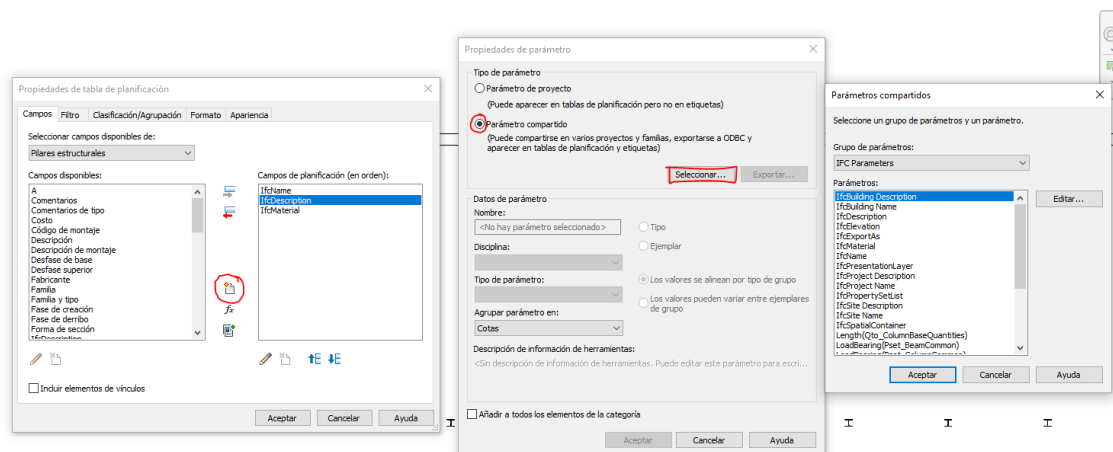 Propiedades de tabla de planificación
Campos Filtro Clasificación/Agrupación Formato Apariencia
Seleccionar campos disponibles de:
Pilares estructurales
Campos disponibles:
A
Comentarios
Comentarios de tipo
Costo
Código de montaje
Descripción
Descripción de montaje
Desfase de base
Desfase superior
Fabricante
Familia
Familia y tipo
Fase de creación
Fase de derribo
Forma de sección
IfcDescription
Campos de planificación (en orden):
IfcName
IfcDescription
IfcMaterial
fx
Incluir elementos de vínculos
Aceptar Cancelar Ayuda
Propiedades de parámetro
Tipo de parámetro
Parámetro de proyecto
(Puede aparecer en tablas de planificación pero no en etiquetas)
Parámetro compartido
(Puede compartirse en varios proyectos y familias, exportarse a ODBC y
aparecer en tablas de planificación y etiquetas)
Seleccionar... Exportar...
Datos de parámetro
Nombre:
<No hay parámetro seleccionado>
Tipo
Disciplina:
Ejemplar
Tipo de parámetro:
Los valores se alinean por tipo de grupo
Los valores pueden variar entre ejemplares
de grupo
Agrupar parámetro en:
Cotas
Descripción de información de herramientas:
<Sin descripción de información de herramientas. Puede editar este parámetro para escri...
Añadir a todos los elementos de la categoría
Aceptar Cancelar Ayuda
Parámetros compartidos
Seleccione un grupo de parámetros y un parámetro.
Grupo de parámetros:
IFC Parameters
Parámetros:
IfcBuilding Description
IfcBuilding Name
IfcDescription
IfcElevation
IfcExportAs
IfcMaterial
IfcName
IfcPresentationLayer
IfcProject Description
IfcProject Name
IfcPropertySetList
IfcSite Description
IfcSite Name
IfcSpatialContainer
Length(Qto_ColumnBaseQuantities)
LoadBearing(Pset_BeamCommon)
LoadBearing(Pset_ColumnCommon)
Editar...
Aceptar Cancelar Ayuda